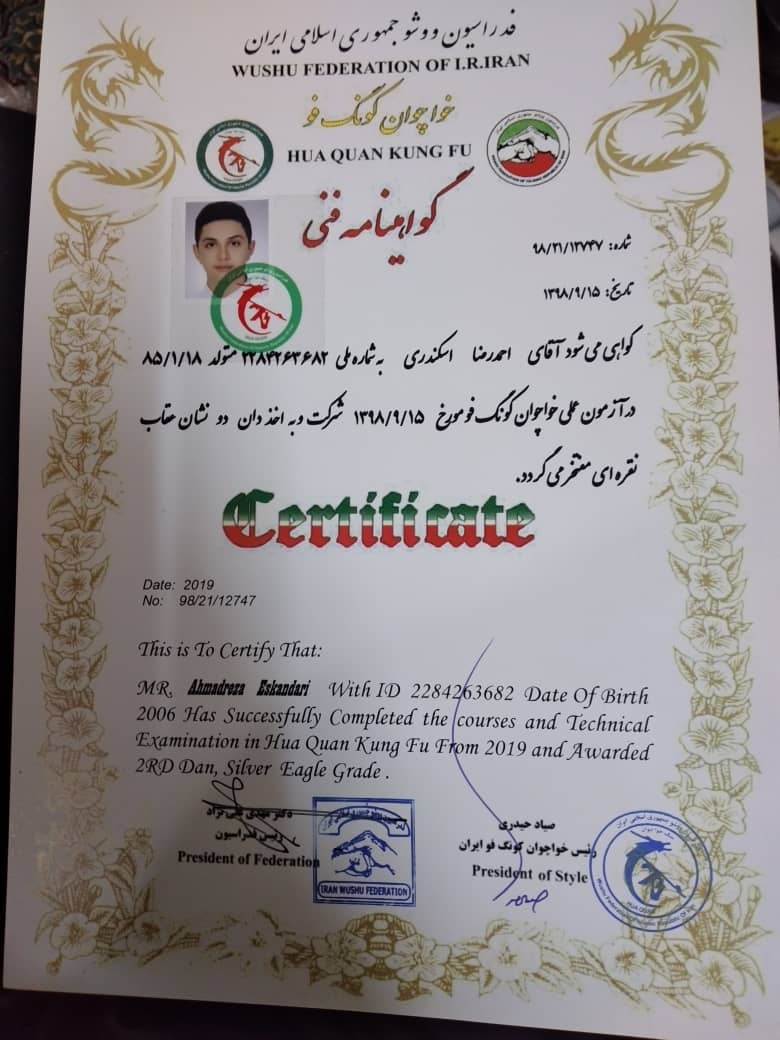 فدراسیون ووشو جمهوری اسلامی ایران
WUSHU FEDERATION OF I.R.IRAN
خواچوان کونگ فو
HUA QUAN KUNG FU
گواهینامه فنی
شماره: ۹۸/۲۱/۱۲۷۴۷
تاریخ: ۱۳۹۸/۹/۱۵
گواهی می شود آقای احمدرضا اسکندری به شماره ملی ۲۲۸۴۲۶۳۶۸۲ متولد ۸۵/۱/۱۸
در آزمون عملی خواچوان کونگ فو مورخ ۱۳۹۸/۹/۱۵ شرکت و به اخذ دان دو نشان عقاب
نقره ای مفتخر می گردد.
Certificate
Date: 2019
No: 98/21/12747
This is To Certify That:
MR. Ahmadreza Eskandari With ID 2284263682 Date Of Birth
2006 Has Successfully Completed the courses and Technical
Examination in Hua Quan Kung Fu From 2019 and Awarded
2RD Dan, Silver Eagle Grade .
دکتر مهدی
رئیس فدراسیون
President of Federation
IRAN WUSHU FEDERATION
صیاد حیدری
رئیس خواچوان کونگ فو ایران
President of Style